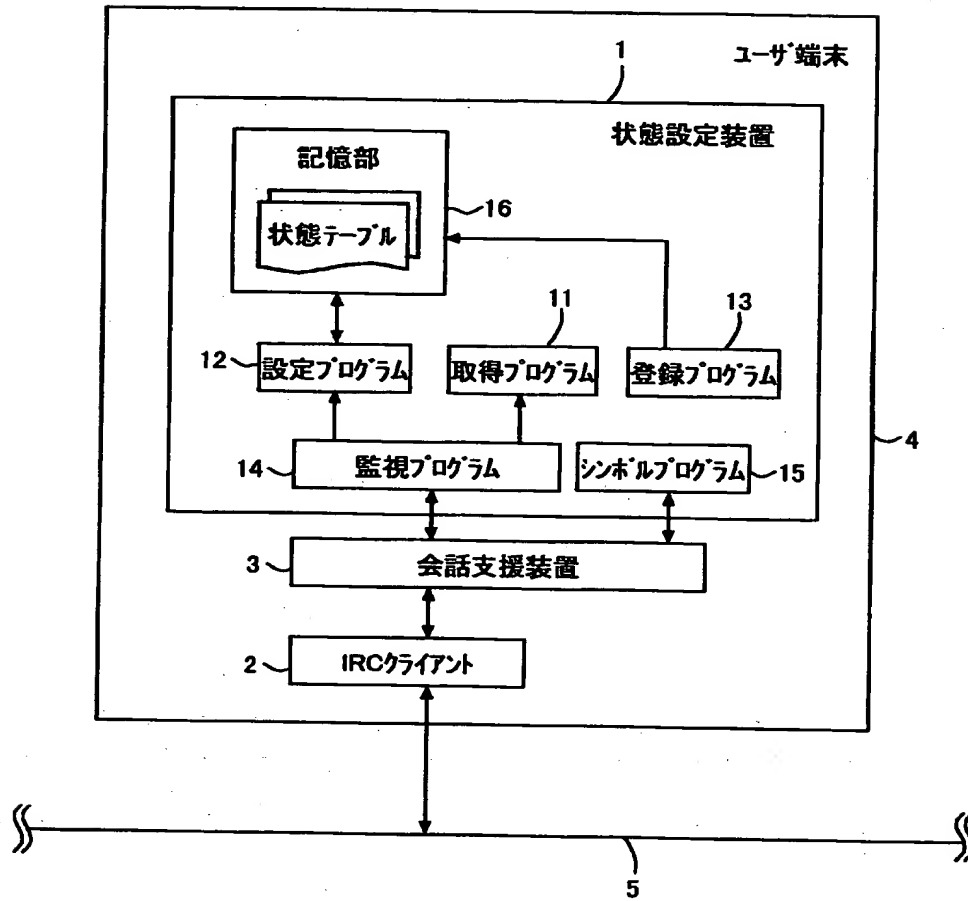 ユーザ端末
1
状態設定装置
記憶部
16
状態テーブル
11
13
12
設定プログラム
取得プログラム
登録プログラム
4
14
監視プログラム
シンボルプログラム
15
3
会話支援装置
2
IRCクライアント
5